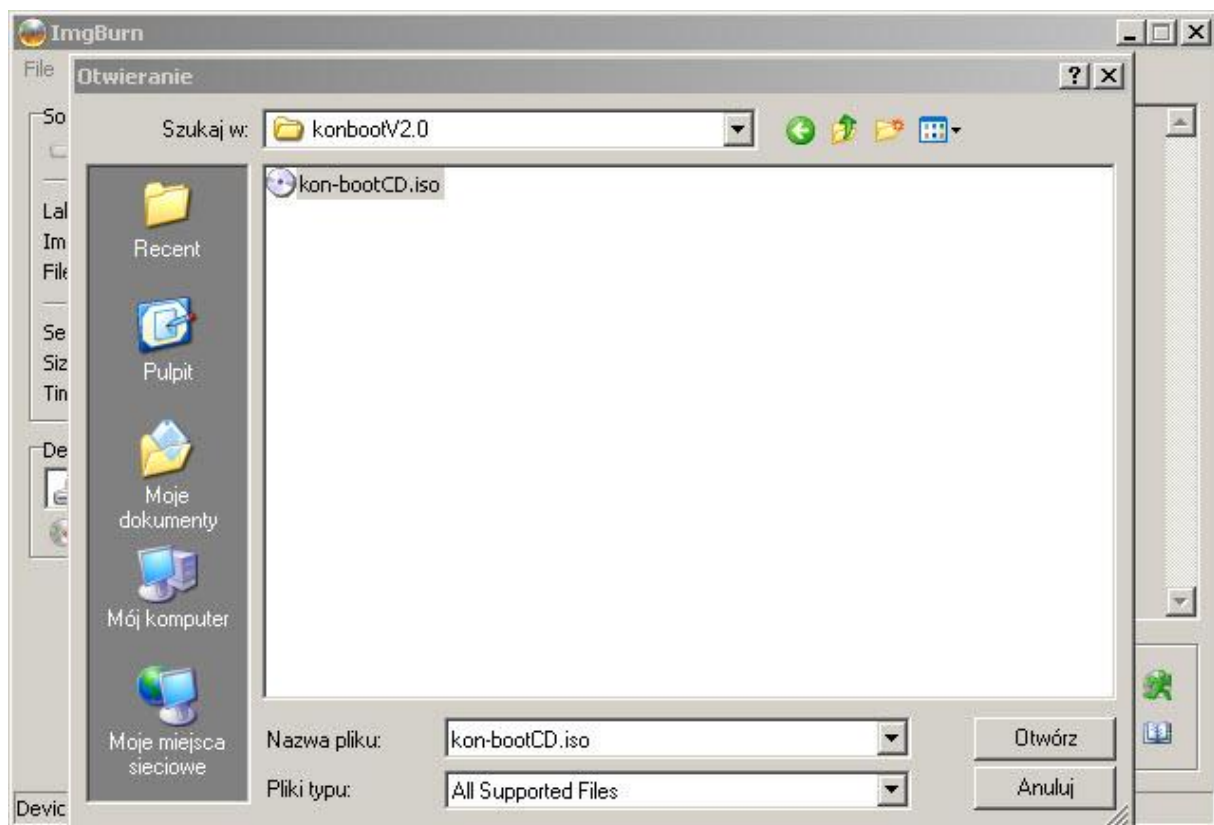 ImgBurn
File
Otwieranie
So
Szukaj w:
konbootV2.0
kon-bootCD.iso
Lal
Im
File
Se
Siz
Tin
De
Recent
Pulpit
Moje
dokumenty
Mój komputer
Moje miejsca
sieciowe
Nazwa pliku:
kon-bootCD.iso
Otwórz
Pliki typu:
All Supported Files
Anuluj
Devic